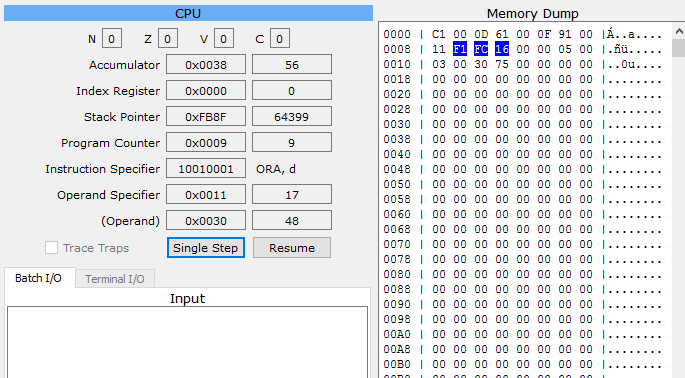 CPU
N 0 Z 0 V 0 C 0
Accumulator 0x0038 56
Index Register 0x0000 0
Stack Pointer 0xFB8F 64399
Program Counter 0x0009 9
Instruction Specifier 10010001 ORA, d
Operand Specifier 0x0011 17
(Operand) 0x0030 48
Trace Traps Single Step Resume
Batch I/O Terminal I/O
Input
Memory Dump
0000 | C1 00 0D 61 00 0F 91 00 |Á..a....
0008 | 11 F1 FC 16 00 00 05 00 |.ñü.....
0010 | 03 00 30 75 00 00 00 00 |..0u....
0018 | 00 00 00 00 00 00 00 00 |........
0020 | 00 00 00 00 00 00 00 00 |........
0028 | 00 00 00 00 00 00 00 00 |........
0030 | 00 00 00 00 00 00 00 00 |........
0038 | 00 00 00 00 00 00 00 00 |........
0040 | 00 00 00 00 00 00 00 00 |........
0048 | 00 00 00 00 00 00 00 00 |........
0050 | 00 00 00 00 00 00 00 00 |........
0058 | 00 00 00 00 00 00 00 00 |........
0060 | 00 00 00 00 00 00 00 00 |........
0068 | 00 00 00 00 00 00 00 00 |........
0070 | 00 00 00 00 00 00 00 00 |........
0078 | 00 00 00 00 00 00 00 00 |........
0080 | 00 00 00 00 00 00 00 00 |........
0088 | 00 00 00 00 00 00 00 00 |........
0090 | 00 00 00 00 00 00 00 00 |........
0098 | 00 00 00 00 00 00 00 00 |........
00A0 | 00 00 00 00 00 00 00 00 |........
00A8 | 00 00 00 00 00 00 00 00 |........
00B0 | 00 00 00 00 00 00 00 00 |........